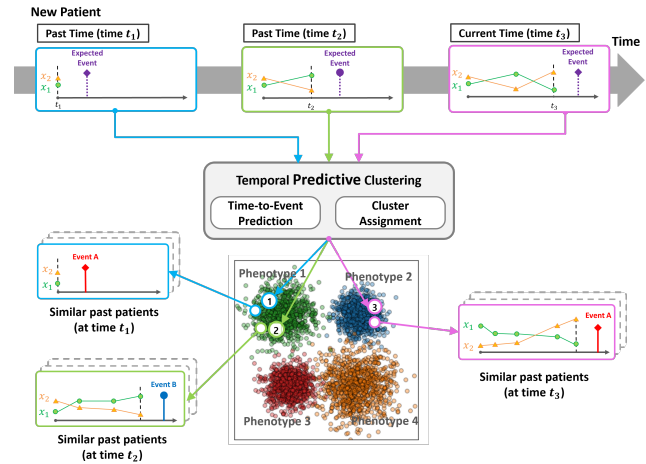 New Patient
Past Time (time t₁)
Past Time (time t₂)
Current Time (time t₃)
Time
Expected
Event
x₂
x₁
t₁
Expected
Event
x₂
x₁
t₂
Expected
Event
x₂
x₁
t₃
Temporal Predictive Clustering
Time-to-Event
Prediction
Cluster
Assignment
Phenotype 1
Phenotype 2
1
2
3
Phenotype 3
Phenotype 4
Event A
x₂
x₁
Similar past patients
(at time t₁)
Event B
x₂
x₁
Similar past patients
(at time t₂)
Event A
x₁
x₂
Similar past patients
(at time t₃)